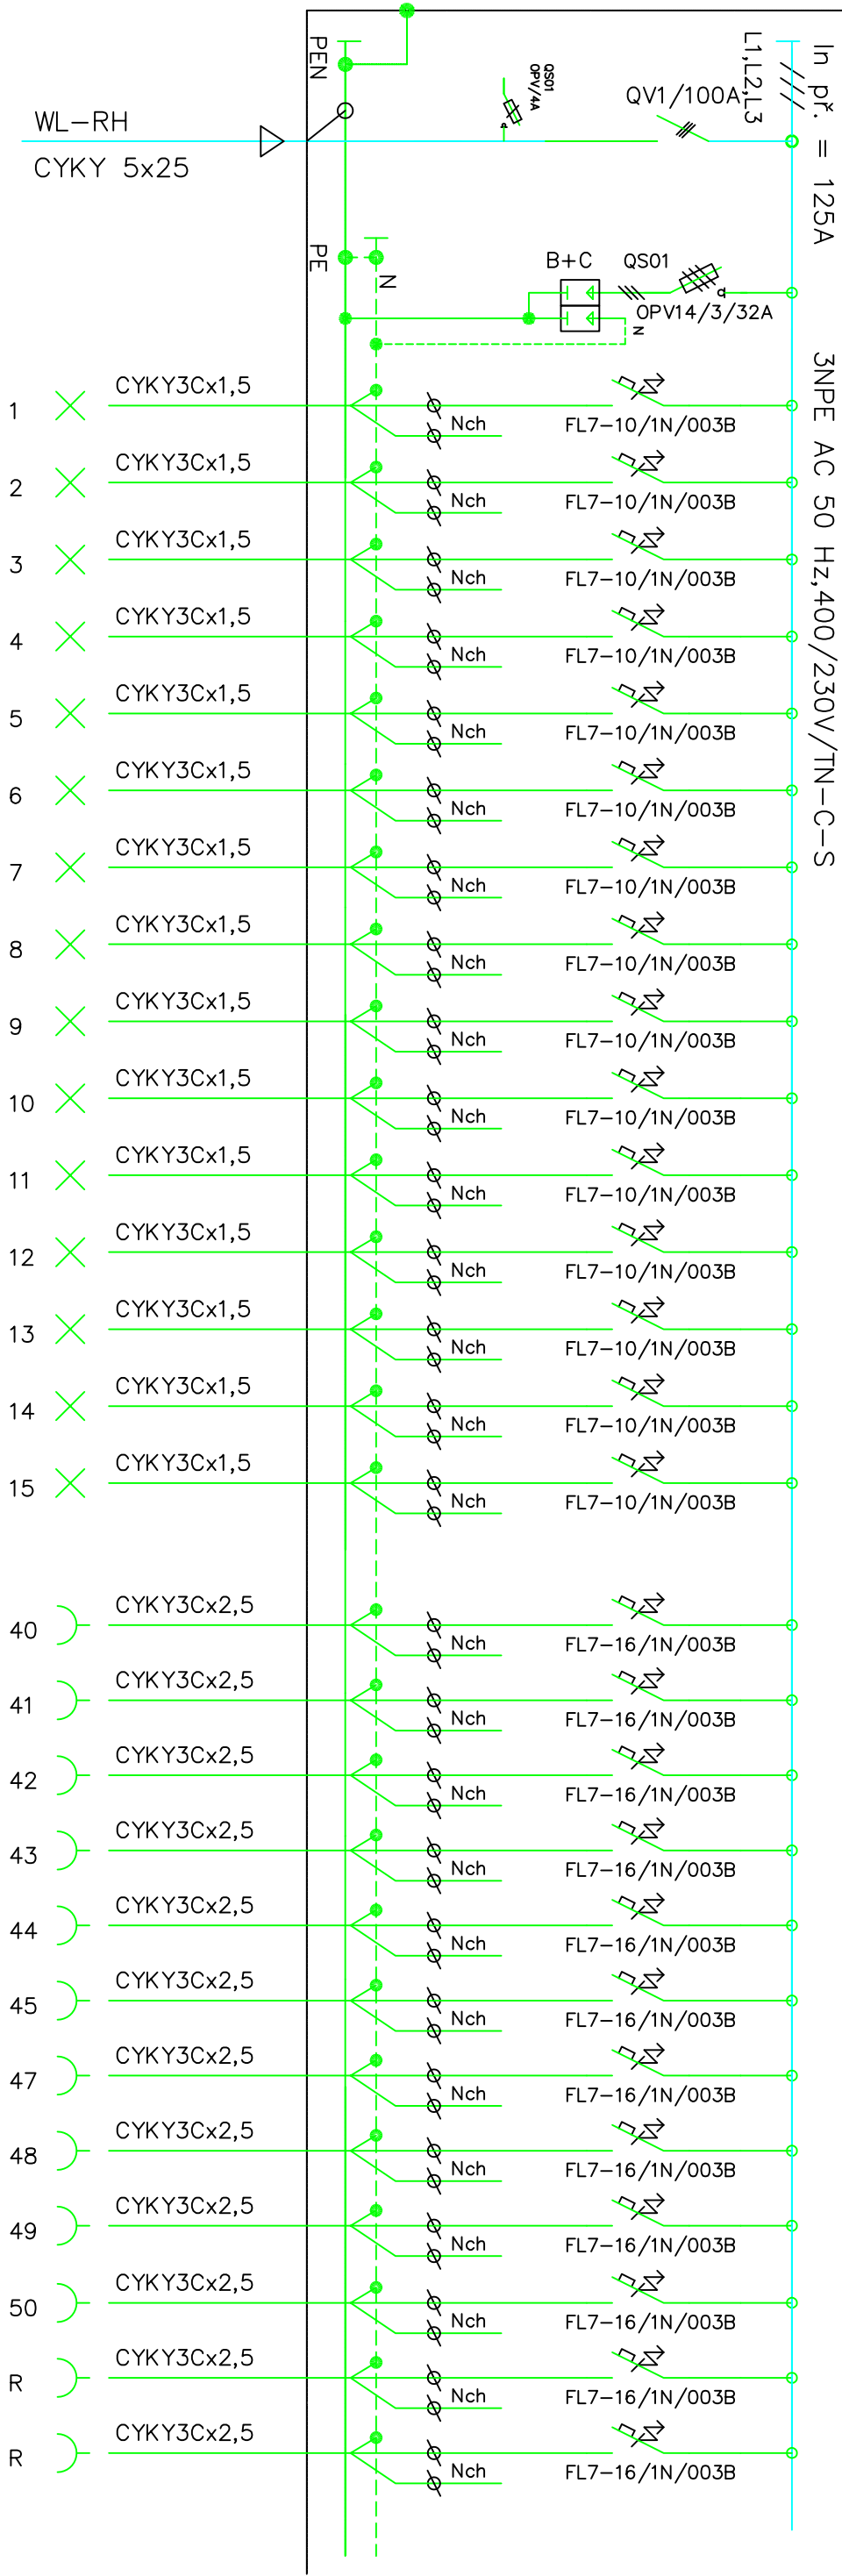 PEN
QS01
OPV/4A
QV1/100A
L1,L2,L3
In př. = 125A
3NPE AC 50 Hz,400/230V/TN-C-S
WL-RH
CYKY 5x25
PE
N
B+C
QS01
OPV14/3/32A
N
1
CYKY3Cx1,5
Nch
FL7-10/1N/003B
2
CYKY3Cx1,5
Nch
FL7-10/1N/003B
3
CYKY3Cx1,5
Nch
FL7-10/1N/003B
4
CYKY3Cx1,5
Nch
FL7-10/1N/003B
5
CYKY3Cx1,5
Nch
FL7-10/1N/003B
6
CYKY3Cx1,5
Nch
FL7-10/1N/003B
7
CYKY3Cx1,5
Nch
FL7-10/1N/003B
8
CYKY3Cx1,5
Nch
FL7-10/1N/003B
9
CYKY3Cx1,5
Nch
FL7-10/1N/003B
10
CYKY3Cx1,5
Nch
FL7-10/1N/003B
11
CYKY3Cx1,5
Nch
FL7-10/1N/003B
12
CYKY3Cx1,5
Nch
FL7-10/1N/003B
13
CYKY3Cx1,5
Nch
FL7-10/1N/003B
14
CYKY3Cx1,5
Nch
FL7-10/1N/003B
15
CYKY3Cx1,5
Nch
FL7-10/1N/003B
40
CYKY3Cx2,5
Nch
FL7-16/1N/003B
41
CYKY3Cx2,5
Nch
FL7-16/1N/003B
42
CYKY3Cx2,5
Nch
FL7-16/1N/003B
43
CYKY3Cx2,5
Nch
FL7-16/1N/003B
44
CYKY3Cx2,5
Nch
FL7-16/1N/003B
45
CYKY3Cx2,5
Nch
FL7-16/1N/003B
47
CYKY3Cx2,5
Nch
FL7-16/1N/003B
48
CYKY3Cx2,5
Nch
FL7-16/1N/003B
49
CYKY3Cx2,5
Nch
FL7-16/1N/003B
50
CYKY3Cx2,5
Nch
FL7-16/1N/003B
R
CYKY3Cx2,5
Nch
FL7-16/1N/003B
R
CYKY3Cx2,5
Nch
FL7-16/1N/003B